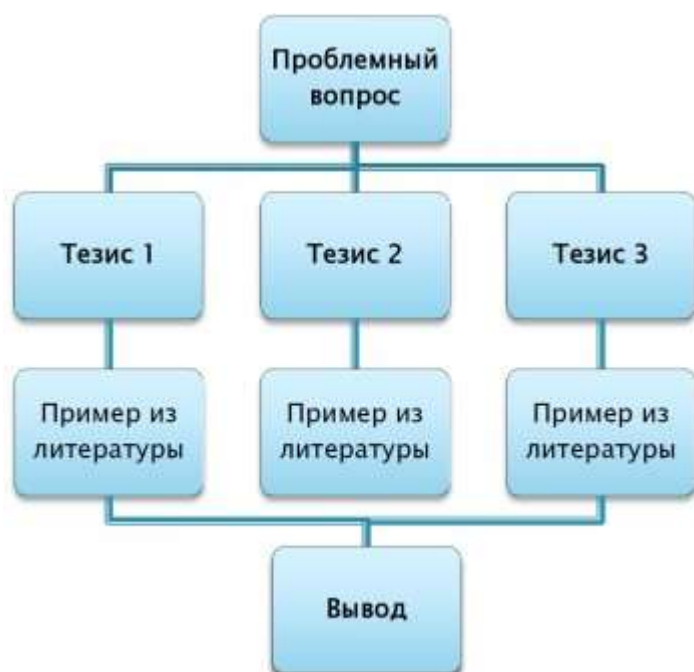 Проблемный
вопрос
Тезис 1
Тезис 2
Тезис 3
Пример из
литературы
Пример из
литературы
Пример из
литературы
Вывод